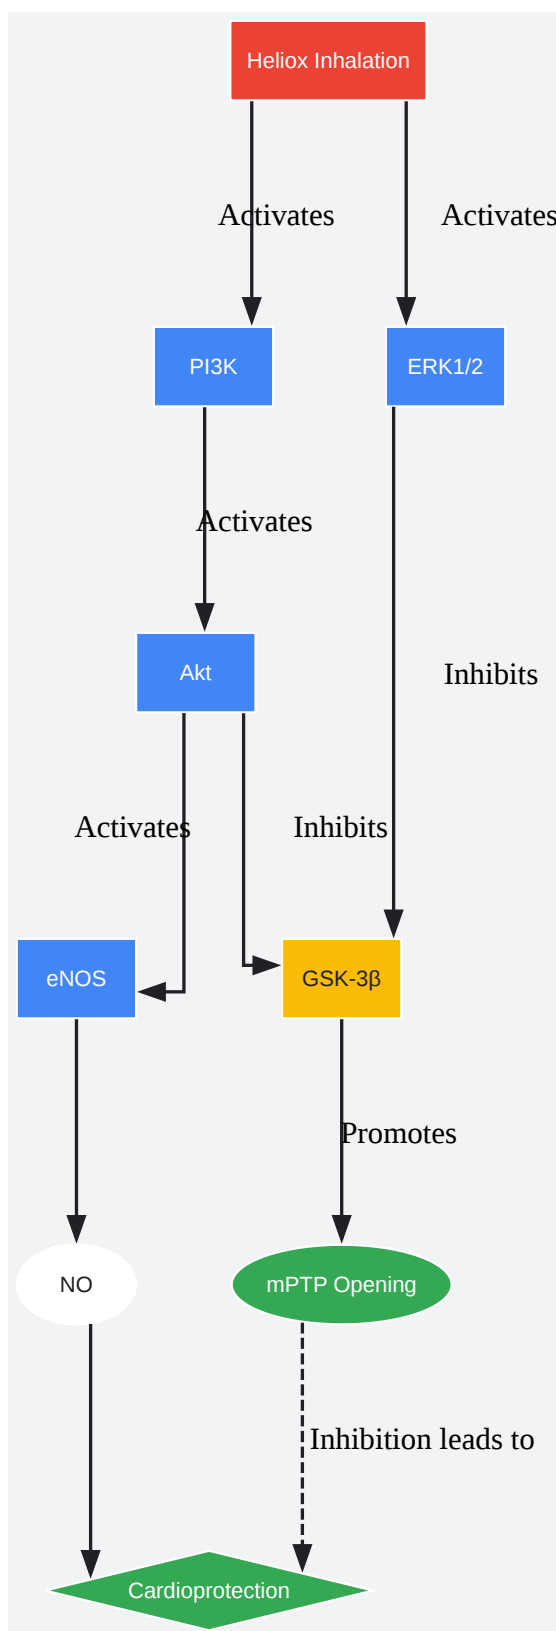 Heliox Inhalation
Activates
Activates
PI3K
ERK1/2
Activates
Akt
Inhibits
Activates
Inhibits
eNOS
GSK-3β
Promotes
NO
mPTP Opening
Inhibition leads to
Cardioprotection